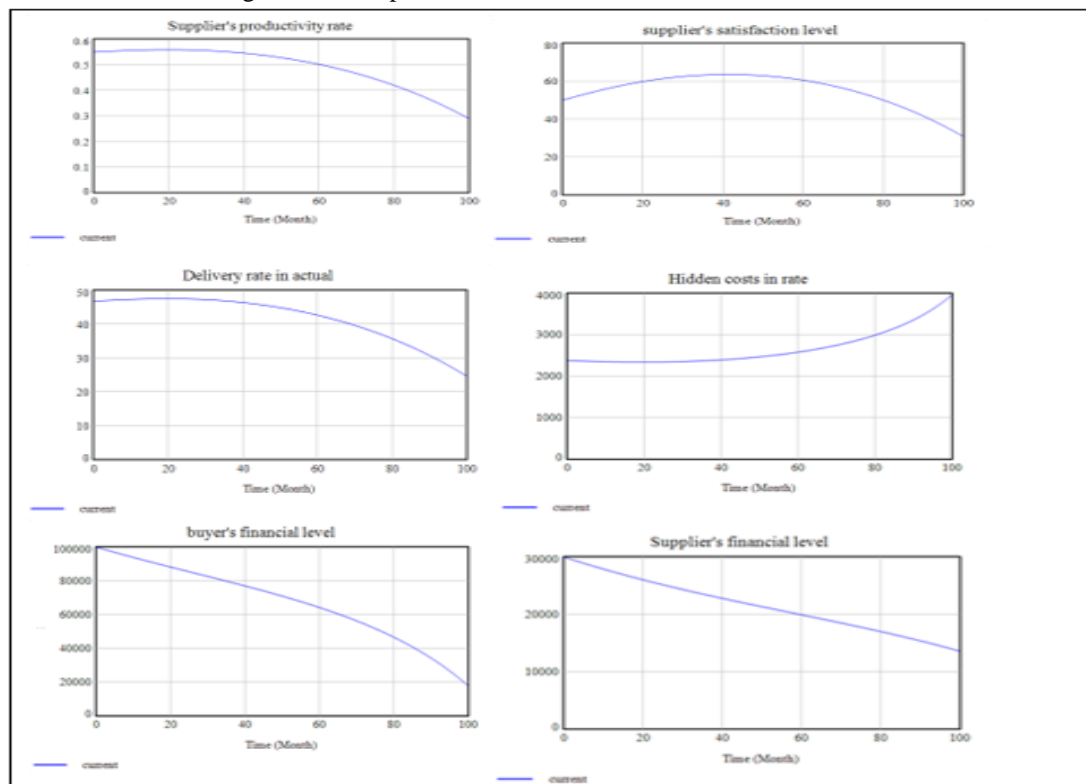 Supplier's productivity rate
0.6
0.5
0.4
0.3
0.2
0.1
0
0 20 40 60 80 100
Time (Month)
current
supplier's satisfaction level
80
60
40
20
0
0 20 40 60 80 100
Time (Month)
current
Delivery rate in actual
50
40
30
20
10
0
0 20 40 60 80 100
Time (Month)
current
Hidden costs in rate
4000
3000
2000
1000
0
0 20 40 60 80 100
Time (Month)
current
buyer's financial level
100000
80000
60000
40000
20000
0
0 20 40 60 80 100
Time (Month)
current
Supplier's financial level
30000
20000
10000
0
0 20 40 60 80 100
Time (Month)
current